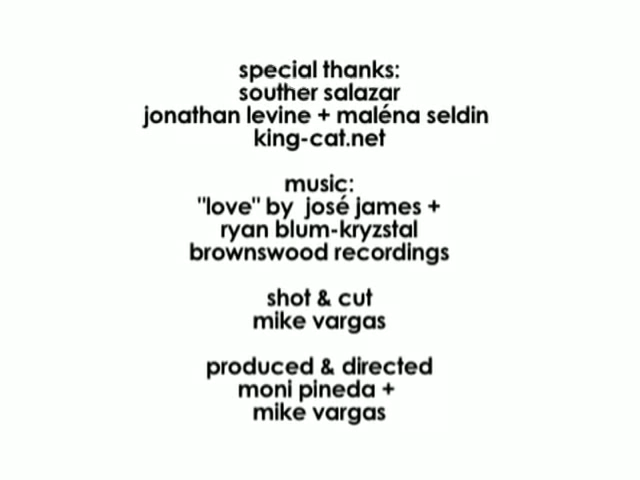 special thanks:
souther salazar
jonathan levine + maléna seldin
king-cat.net
music:
"love" by josé james +
ryan blum-kryzstal
brownswood recordings
shot & cut
mike vargas
produced & directed
moni pineda +
mike vargas